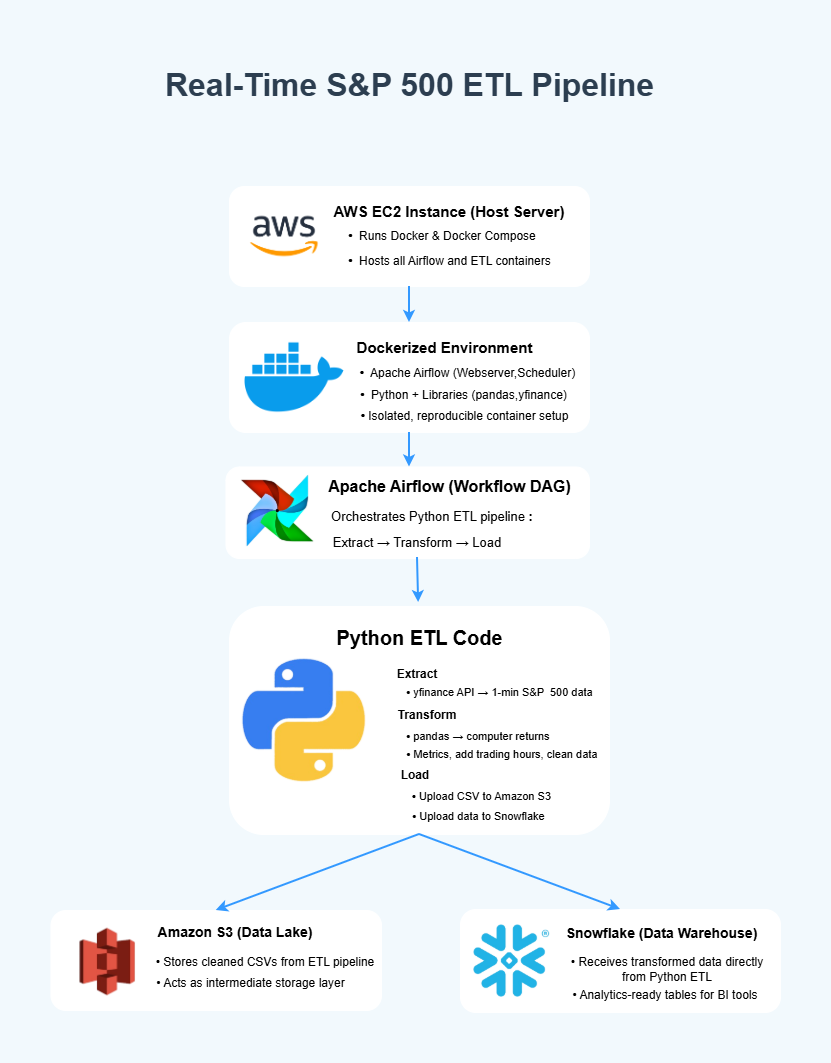 Real-Time S&P 500 ETL Pipeline
aws
AWS EC2 Instance (Host Server)
• Runs Docker & Docker Compose
• Hosts all Airflow and ETL containers
Dockerized Environment
• Apache Airflow (Webserver,Scheduler)
• Python + Libraries (pandas,yfinance)
• Isolated, reproducible container setup
Apache Airflow (Workflow DAG)
Orchestrates Python ETL pipeline :
Extract → Transform → Load
Python ETL Code
Extract
• yfinance API → 1-min S&P 500 data
Transform
• pandas → computer returns
• Metrics, add trading hours, clean data
Load
• Upload CSV to Amazon S3
• Upload data to Snowflake
Amazon S3 (Data Lake)
• Stores cleaned CSVs from ETL pipeline
• Acts as intermediate storage layer
®
Snowflake (Data Warehouse)
• Receives transformed data directly
from Python ETL
• Analytics-ready tables for BI tools